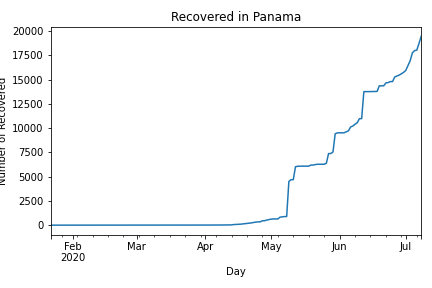 Recovered in Panama
20000
17500
15000
12500
10000
7500
5000
2500
0
Number of Recovered
Feb
2020
Mar
Apr
May
Jun
Jul
Day